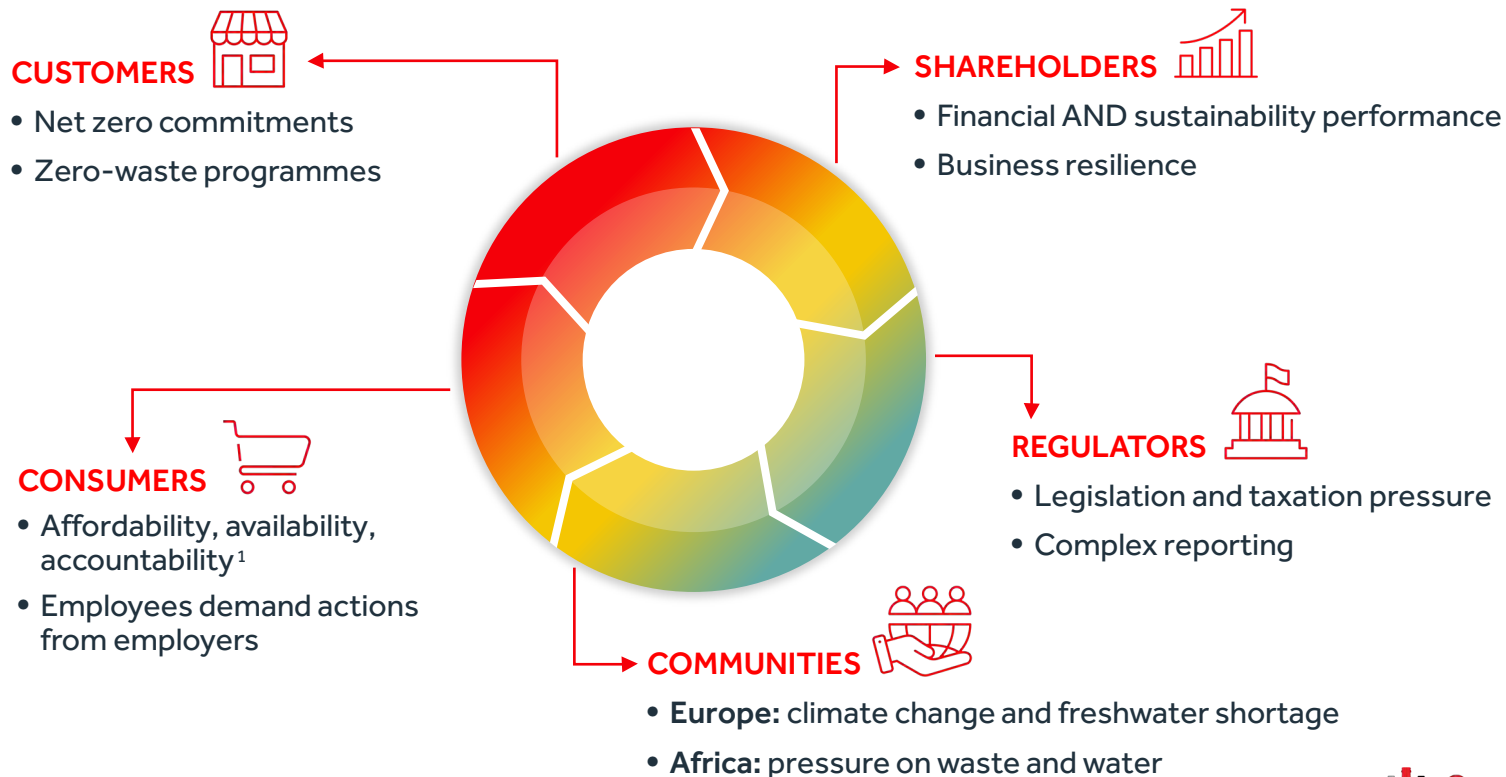 CUSTOMERS
• Net zero commitments
• Zero-waste programmes
SHAREHOLDERS
• Financial AND sustainability performance
• Business resilience
REGULATORS
• Legislation and taxation pressure
• Complex reporting
CONSUMERS
• Affordability, availability,
accountability¹
• Employees demand actions
from employers
COMMUNITIES
• Europe: climate change and freshwater shortage
• Africa: pressure on waste and water